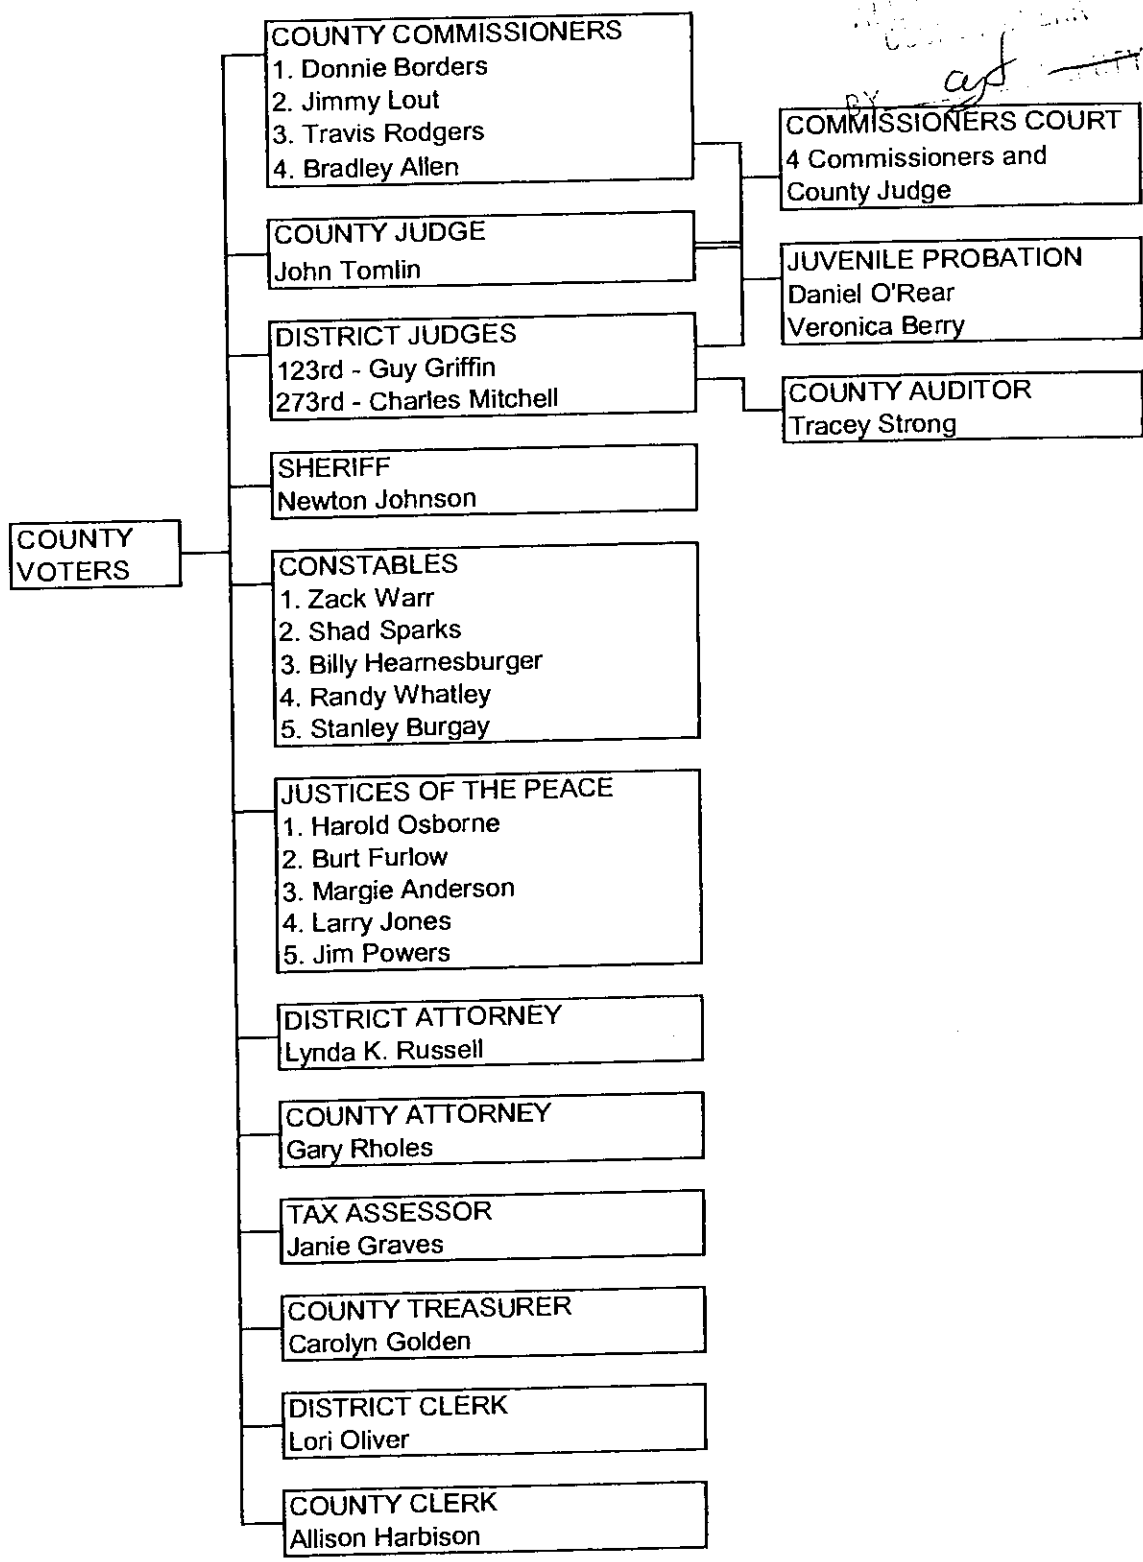 COUNTY COMMISSIONERS
1. Donnie Borders
2. Jimmy Lout
3. Travis Rodgers
4. Bradley Allen
BY
COMMISSIONERS COURT
4 Commissioners and
County Judge
COUNTY JUDGE
John Tomlin
JUVENILE PROBATION
Daniel O'Rear
Veronica Berry
DISTRICT JUDGES
123rd - Guy Griffin
273rd - Charles Mitchell
COUNTY AUDITOR
Tracey Strong
SHERIFF
Newton Johnson
COUNTY
VOTERS
CONSTABLES
1. Zack Warr
2. Shad Sparks
3. Billy Hearnesburger
4. Randy Whatley
5. Stanley Burgay
JUSTICES OF THE PEACE
1. Harold Osborne
2. Burt Furlow
3. Margie Anderson
4. Larry Jones
5. Jim Powers
DISTRICT ATTORNEY
Lynda K. Russell
COUNTY ATTORNEY
Gary Rholes
TAX ASSESSOR
Janie Graves
COUNTY TREASURER
Carolyn Golden
DISTRICT CLERK
Lori Oliver
COUNTY CLERK
Allison Harbison